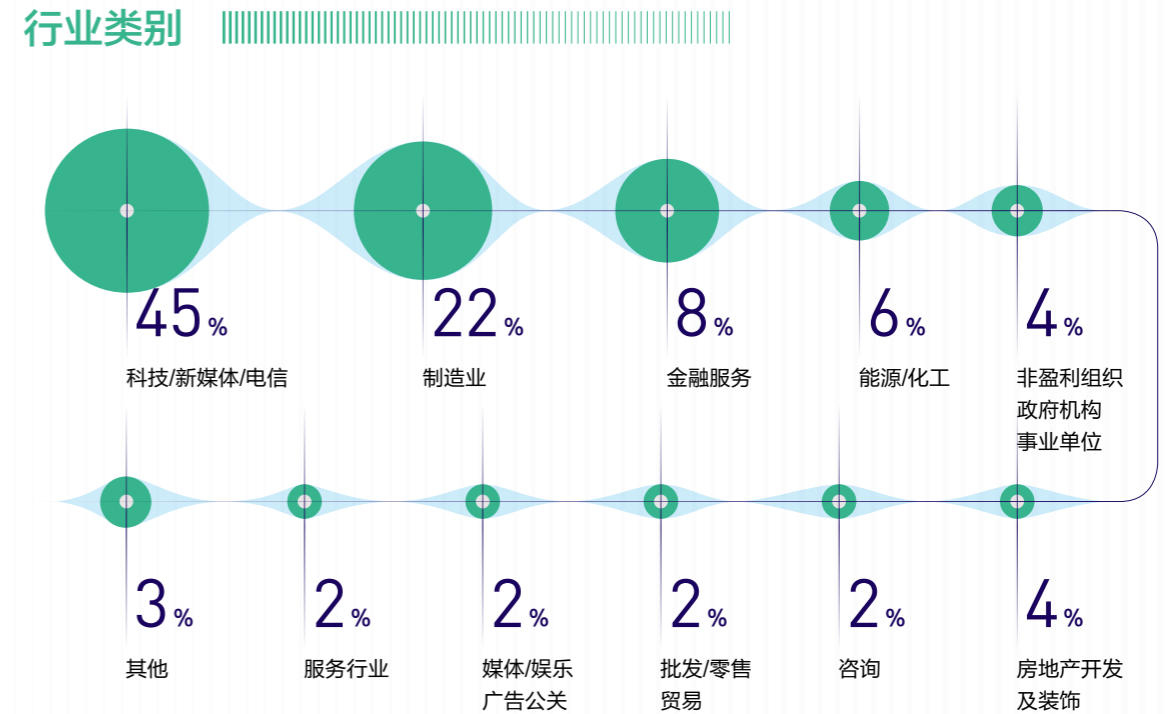 行业类别
45%
22%
8%
6%
4%
科技/新媒体/电信
制造业
金融服务
能源/化工
非盈利组织
政府机构
事业单位
3%
2%
2%
2%
2%
4%
其他
服务行业
媒体/娱乐
广告公关
批发/零售
贸易
咨询
房地产开发
及装饰